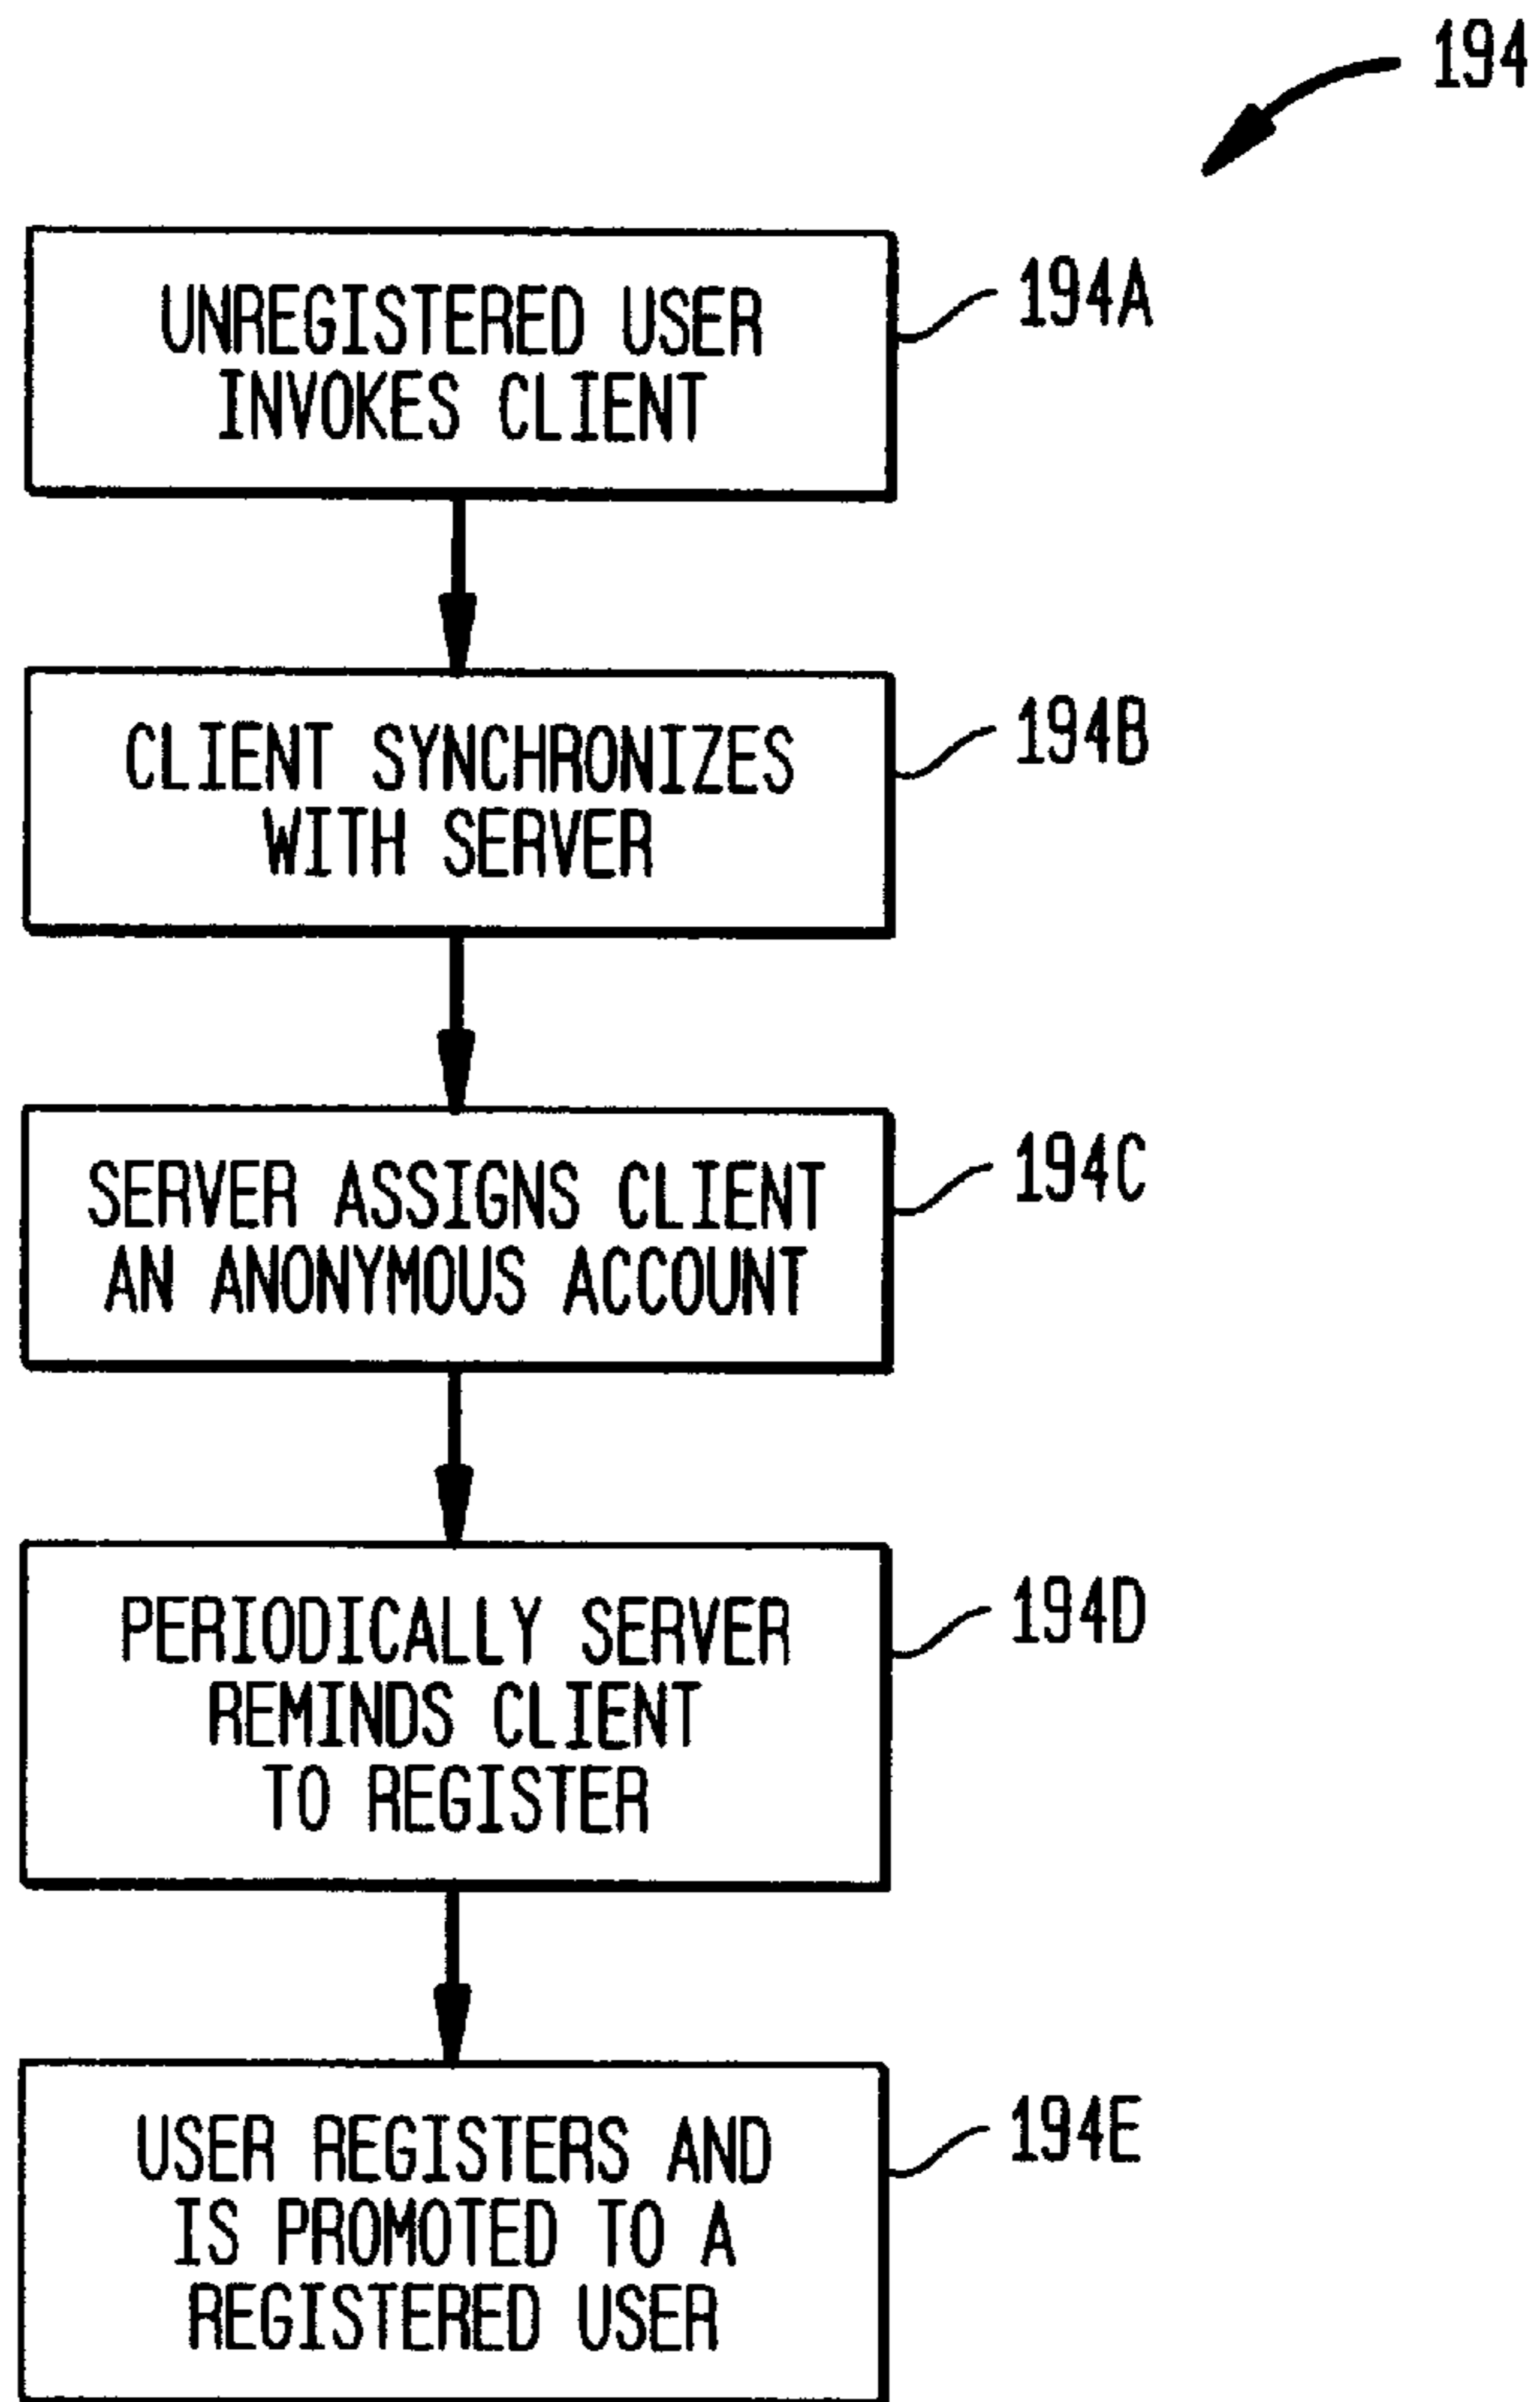 194
UNREGISTERED USER
INVOKES CLIENT
194A
CLIENT SYNCHRONIZES
WITH SERVER
194B
SERVER ASSIGNS CLIENT
AN ANONYMOUS ACCOUNT
194C
PERIODICALLY SERVER
REMINDS CLIENT
TO REGISTER
194D
USER REGISTERS AND
IS PROMOTED TO A
REGISTERED USER
194E